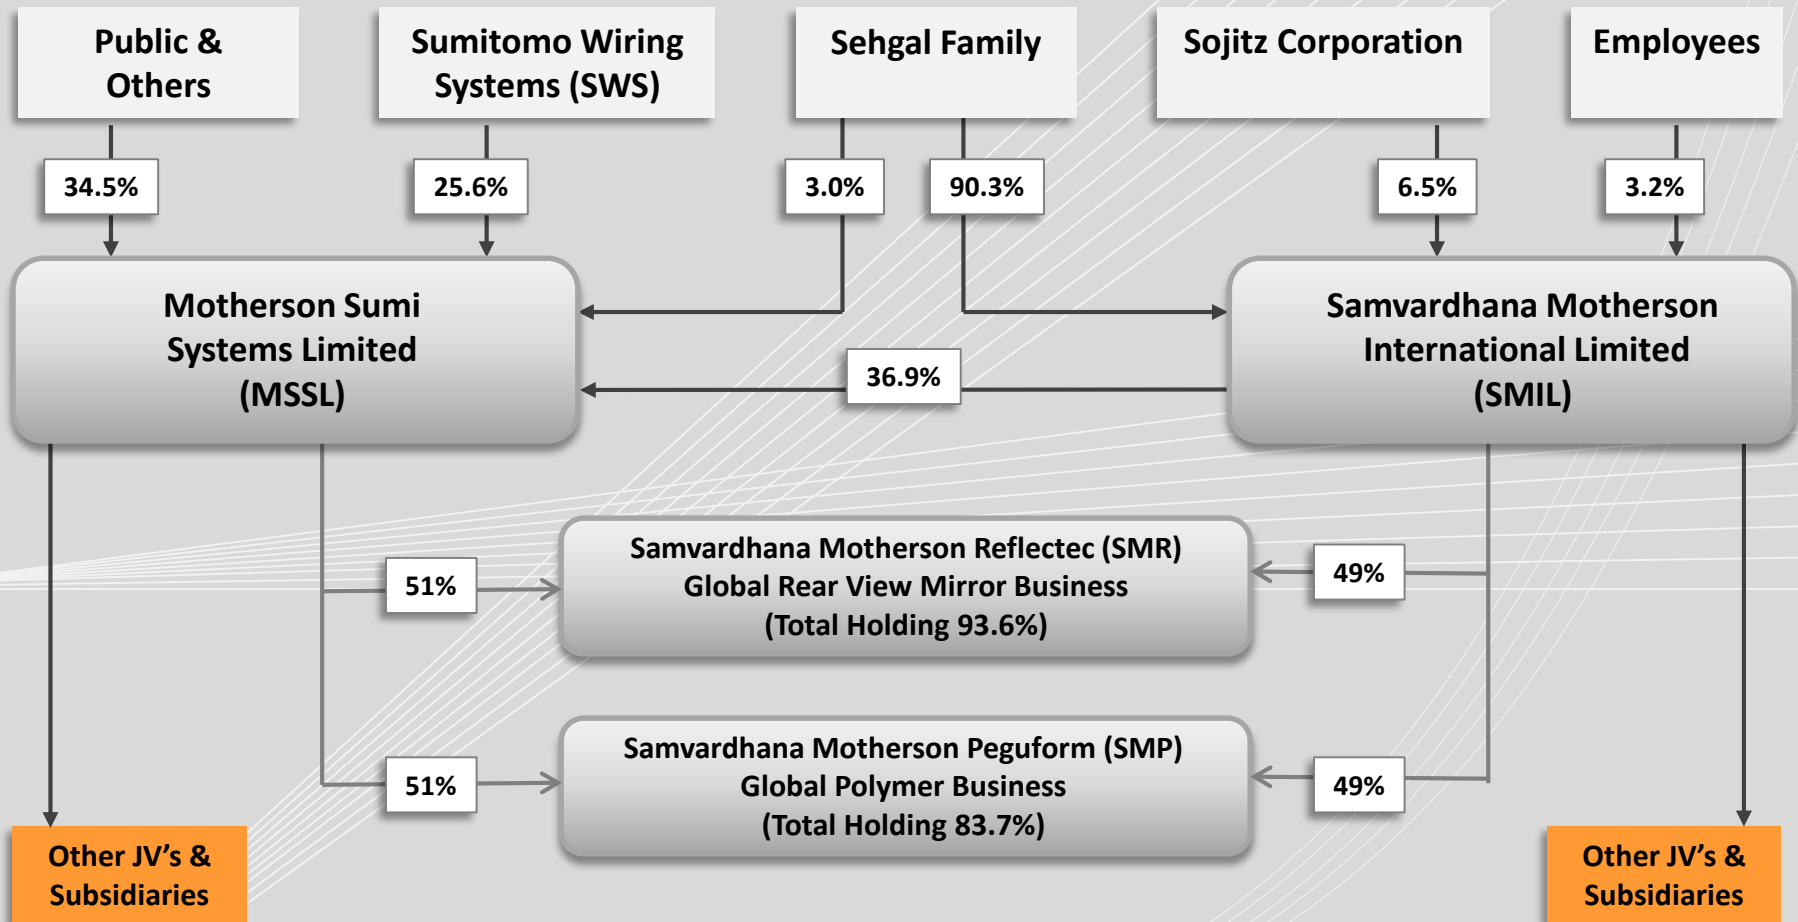 Public &
Others
Sumitomo Wiring
Systems (SWS)
Sehgal Family
Sojitz Corporation
Employees
34.5%
25.6%
3.0%
90.3%
6.5%
3.2%
Motherson Sumi
Systems Limited
(MSSL)
36.9%
Samvardhana Motherson
International Limited
(SMIL)
51%
Samvardhana Motherson Reflectec (SMR)
Global Rear View Mirror Business
(Total Holding 93.6%)
49%
51%
Samvardhana Motherson Peguform (SMP)
Global Polymer Business
(Total Holding 83.7%)
49%
Other JV’s &
Subsidiaries
Other JV’s &
Subsidiaries